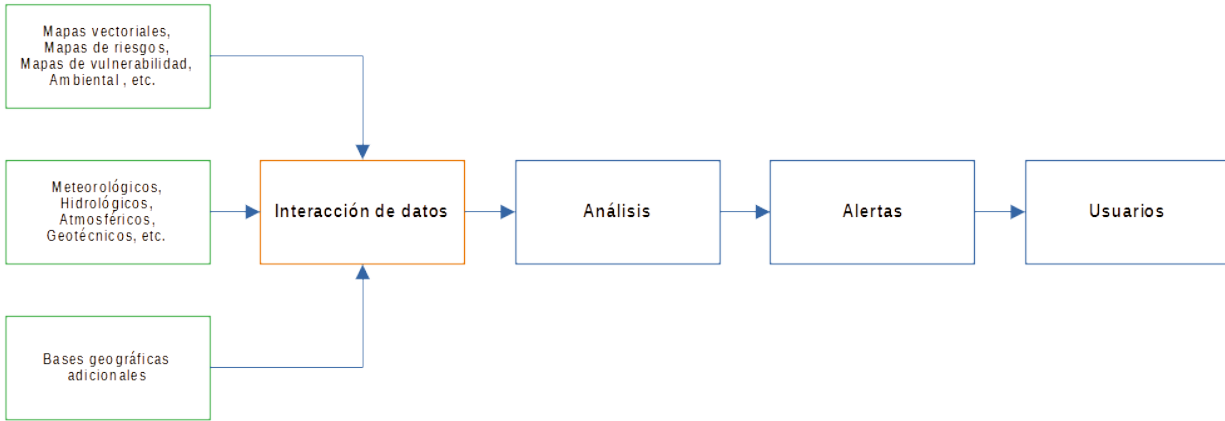 Mapas vectoriales,
Mapas de riesgos,
Mapas de vulnerabilidad,
Ambiental , etc.
Meteorológicos,
Hidrológicos,
Atmosféricos,
Geotécnicos, etc.
Interacción de datos
Análisis
Alertas
Usuarios
Bases geográficas
adicionales